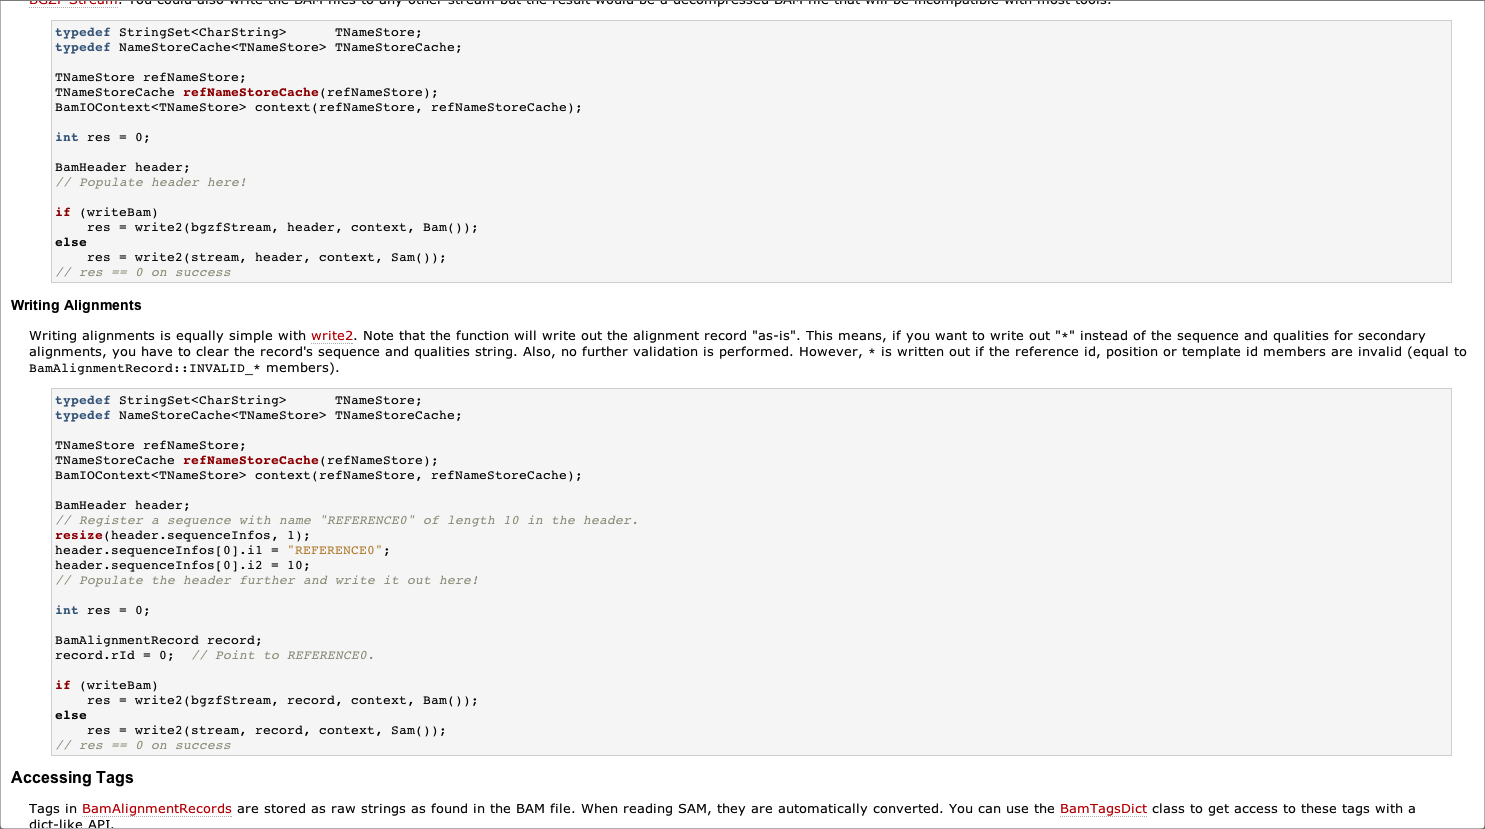 BGZF Stream. You could also write the BAM files to any other stream but the result would be a decompressed BAM file that will be incompatible with most tools.
typedef StringSet<CharString>      TNameStore;
typedef NameStoreCache<TNameStore> TNameStoreCache;
TNameStore refNameStore;
TNameStoreCache refNameStoreCache(refNameStore);
BamIOContext<TNameStore> context(refNameStore, refNameStoreCache);
int res = 0;
BamHeader header;
// Populate header here!
if (writeBam)
    res = write2(bgzfStream, header, context, Bam());
else
    res = write2(stream, header, context, Sam());
// res == 0 on success
Writing Alignments
Writing alignments is equally simple with write2. Note that the function will write out the alignment record "as-is". This means, if you want to write out "*" instead of the sequence and qualities for secondary
alignments, you have to clear the record's sequence and qualities string. Also, no further validation is performed. However, * is written out if the reference id, position or template id members are invalid (equal to
BamAlignmentRecord::INVALID_* members).
typedef StringSet<CharString>      TNameStore;
typedef NameStoreCache<TNameStore> TNameStoreCache;
TNameStore refNameStore;
TNameStoreCache refNameStoreCache(refNameStore);
BamIOContext<TNameStore> context(refNameStore, refNameStoreCache);
BamHeader header;
// Register a sequence with name "REFERENCE0" of length 10 in the header.
resize(header.sequenceInfos, 1);
header.sequenceInfos[0].i1 = "REFERENCE0";
header.sequenceInfos[0].i2 = 10;
// Populate the header further and write it out here!
int res = 0;
BamAlignmentRecord record;
record.rId = 0;  // Point to REFERENCE0.
if (writeBam)
    res = write2(bgzfStream, record, context, Bam());
else
    res = write2(stream, record, context, Sam());
// res == 0 on success
Accessing Tags
Tags in BamAlignmentRecords are stored as raw strings as found in the BAM file. When reading SAM, they are automatically converted. You can use the BamTagsDict class to get access to these tags with a
dict-like API.